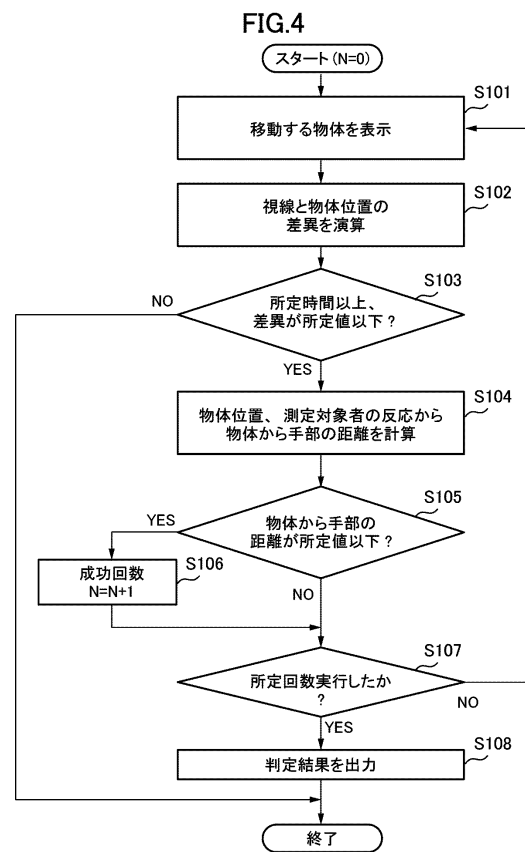 FIG.4
スタート(N=0)
S101
移動する物体を表示
S102
視線と物体位置の
差異を演算
S103
所定時間以上、
差異が所定値以下?
NO
YES
S104
物体位置、測定対象者の反応から
物体から手部の距離を計算
S105
物体から手部の
距離が所定値以下?
YES
S106
成功回数
N=N+1
NO
S107
所定回数実行したか
?
NO
YES
S108
判定結果を出力
終了